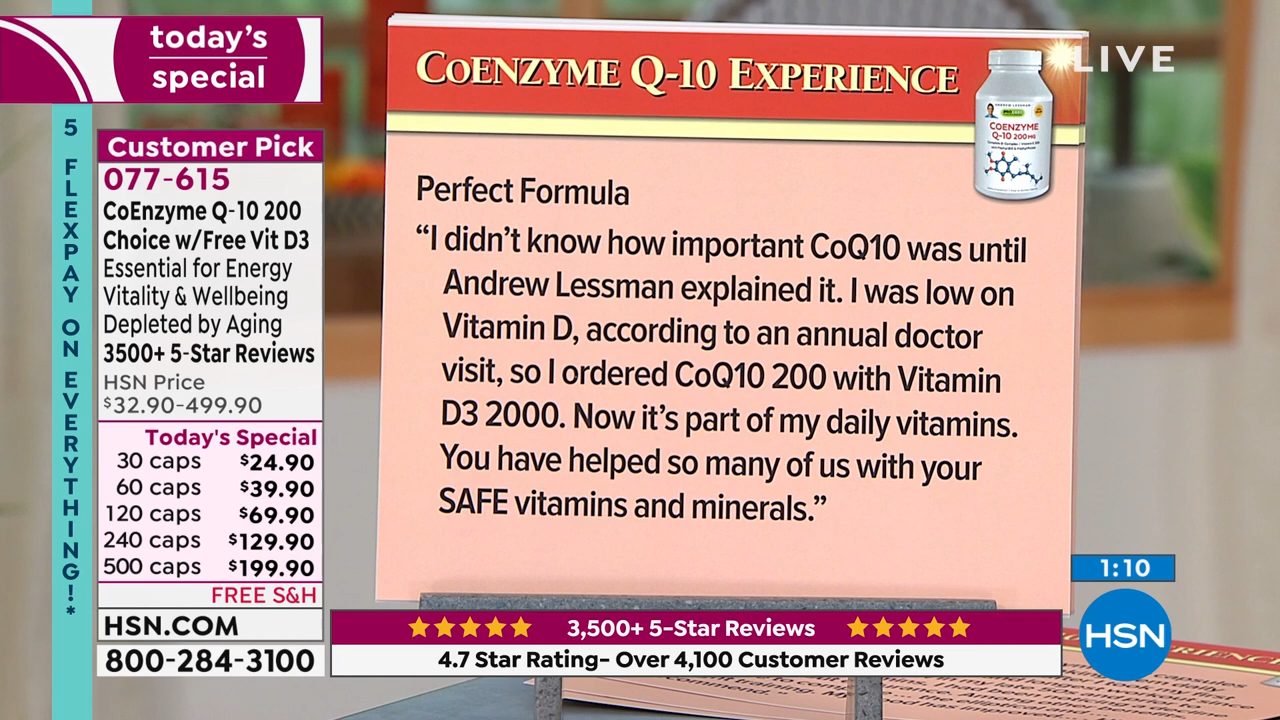 today's
special
5 FLEXPAY ON EVERYTHING!*
Customer Pick
077-615
CoEnzyme Q-10 200
Choice w/Free Vit D3
Essential for Energy
Vitality & Wellbeing
Depleted by Aging
3500+ 5-Star Reviews
HSN Price
$32.90-499.90
Today's Special
30 caps $24.90
60 caps $39.90
120 caps $69.90
240 caps $129.90
500 caps $199.90
FREE S&H
HSN.COM
800-284-3100
COENZYME Q-10 EXPERIENCE
LIVE
ANDREW LESSMAN
COENZYME
Q-10 200 MG
Perfect Formula
“I didn't know how important CoQ10 was until
Andrew Lessman explained it. I was low on
Vitamin D, according to an annual doctor
visit, so I ordered CoQ10 200 with Vitamin
D3 2000. Now it's part of my daily vitamins.
You have helped so many of us with your
SAFE vitamins and minerals.”
1:10
HSN
3,500+ 5-Star Reviews
4.7 Star Rating- Over 4,100 Customer Reviews